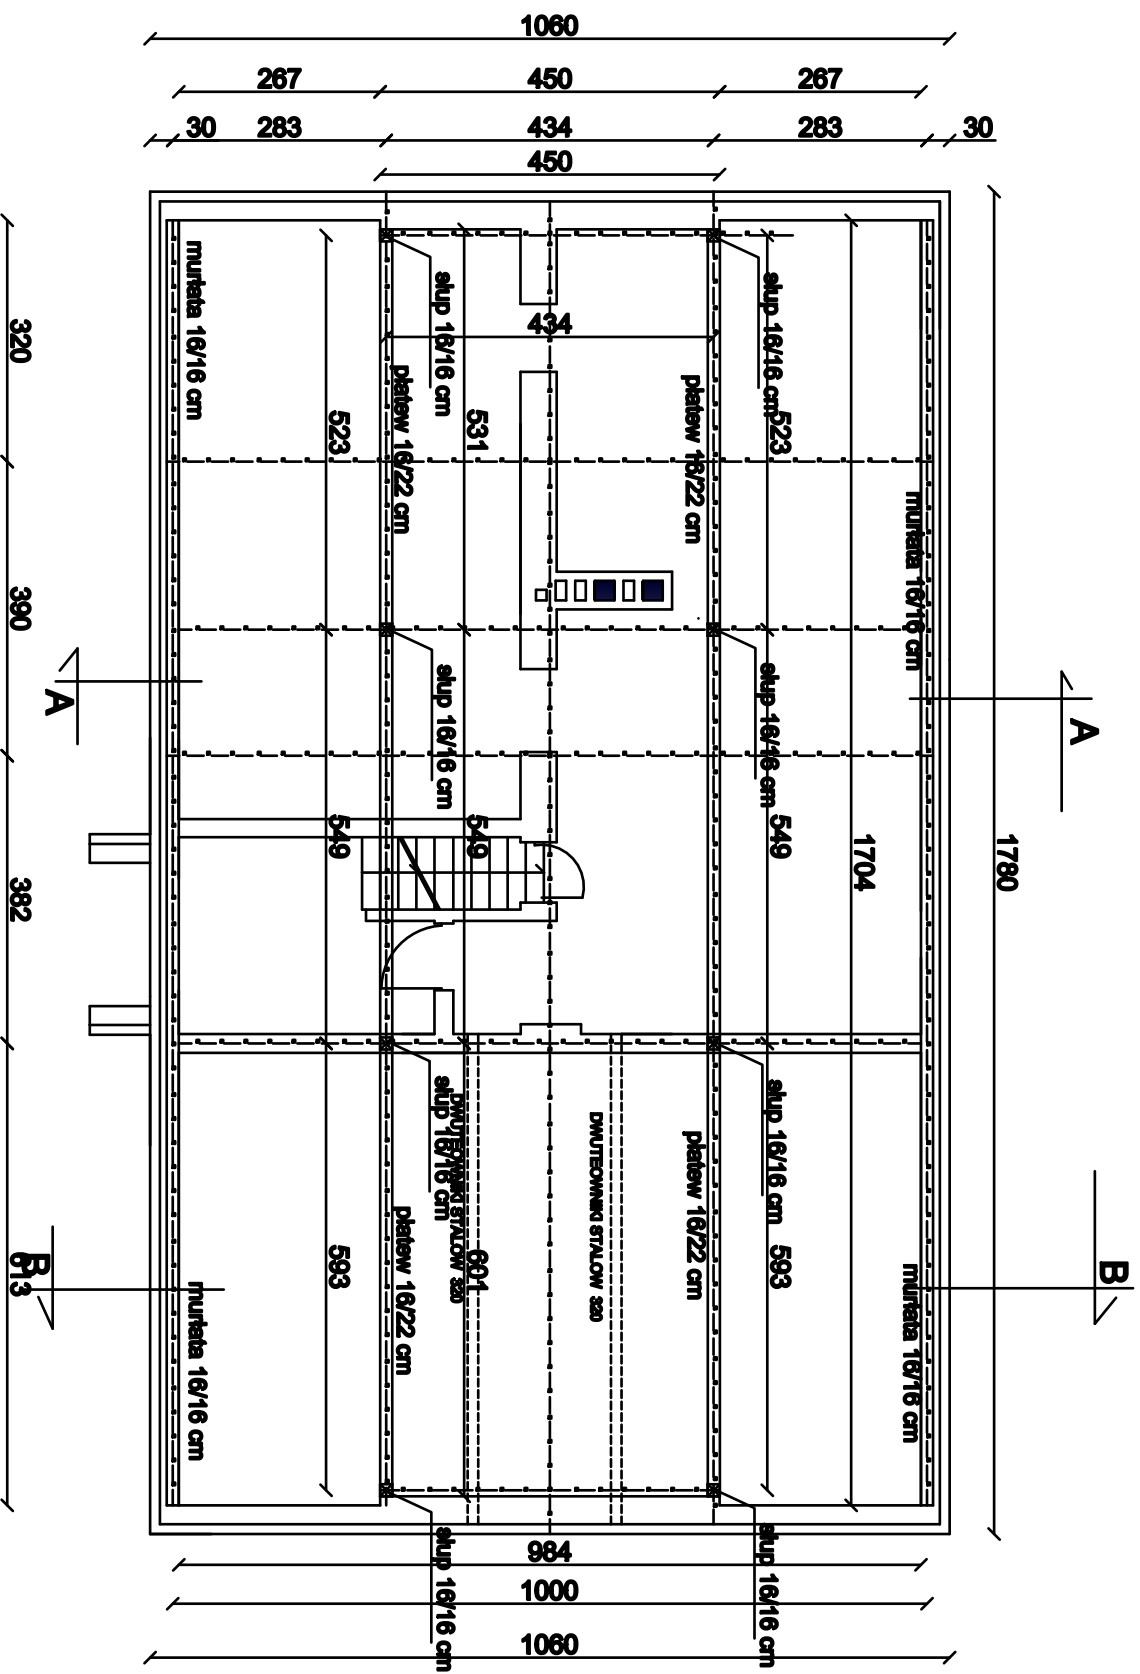 1060
267
450
267
30
283
434
283
30
450
murłata 16/16 cm
słup 16/16 cm
słup 16/16 cm
434
płatew 16/22 cm
płatew 16/22 cm
320
523
531
523
murłata 16/16 cm
390
słup 16/16 cm
słup 16/16 cm
A
A
549
549
549
1704
1780
382
słup 16/16 cm
słup 16/16 cm
DWUTEOWNIKI STALOW 320
DWUTEOWNIKI STALOW 320
płatew 16/22 cm
płatew 16/22 cm
593
601
593
613
B
B
murłata 16/16 cm
murłata 16/16 cm
słup 16/16 cm
słup 16/16 cm
984
1000
1060